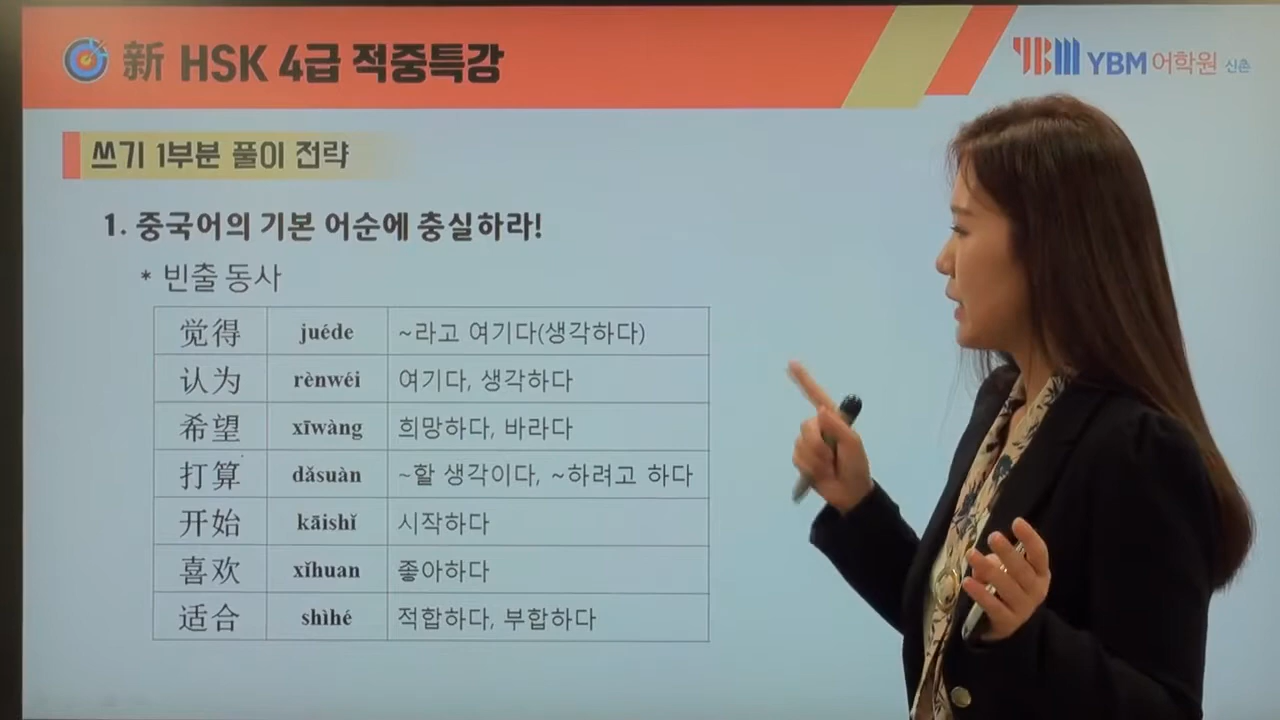 新 HSK 4급 적중특강
YBM YBM 어학원 신촌
쓰기 1부분 풀이 전략
1. 중국어의 기본 어순에 충실하라!
* 빈출 동사
觉得 juéde ~라고 여기다(생각하다)
认为 rènwéi 여기다, 생각하다
希望 xīwàng 희망하다, 바라다
打算 dǎsuàn ~할 생각이다, ~하려고 하다
开始 kāishǐ 시작하다
喜欢 xǐhuan 좋아하다
适合 shìhé 적합하다, 부합하다